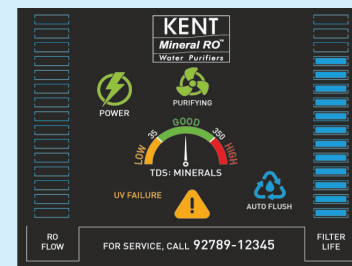 KENT
Mineral RO™
Water Purifiers
POWER
PURIFYING
LOW 35 GOOD 350 HIGH
TDS: MINERALS
UV FAILURE
AUTO FLUSH
RO
FLOW
FOR SERVICE, CALL 92789-12345
FILTER
LIFE